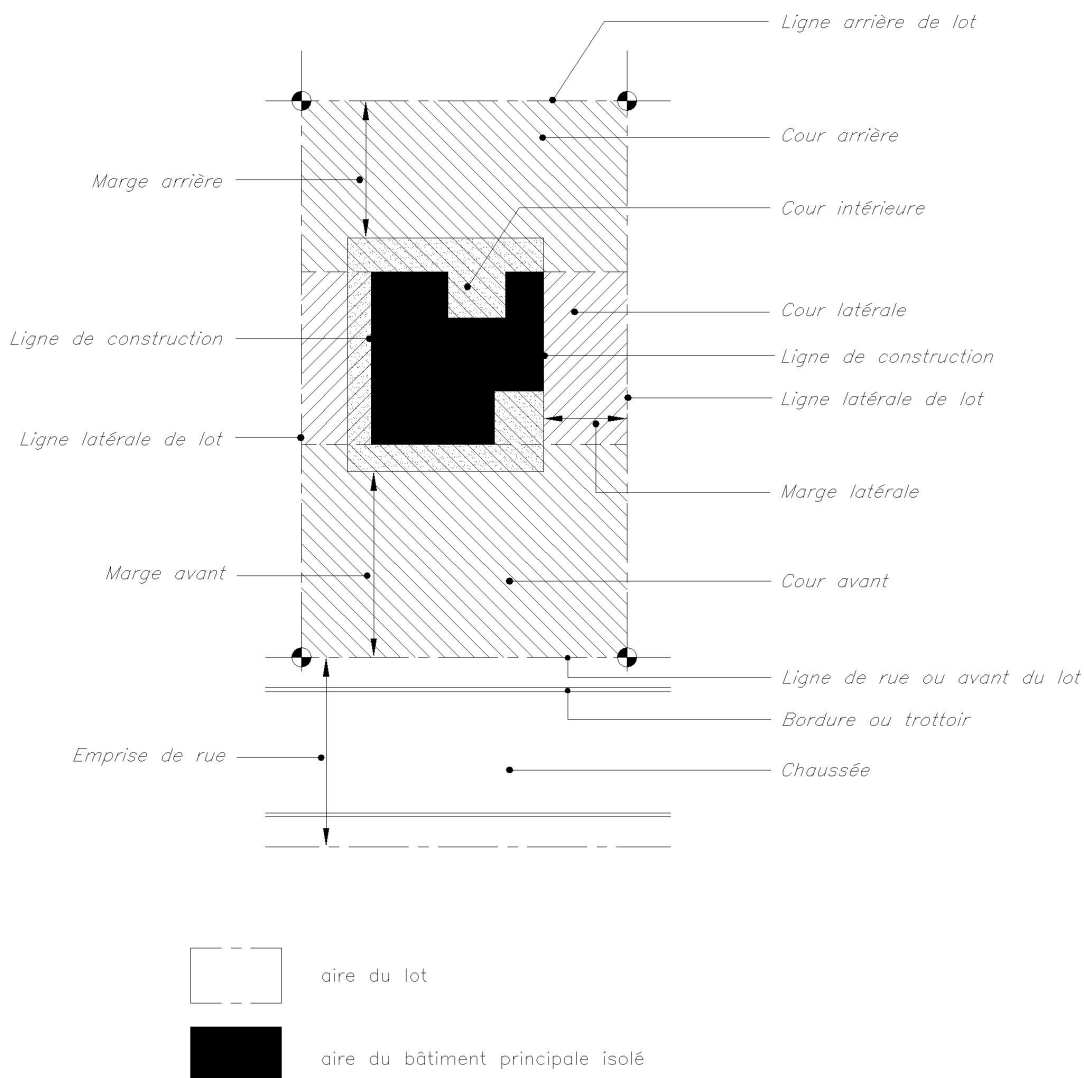 Ligne arrière de lot
Cour arrière
Marge arrière
Cour intérieure
Cour latérale
Ligne de construction
Ligne de construction
Ligne latérale de lot
Ligne latérale de lot
Marge latérale
Marge avant
Cour avant
Ligne de rue ou avant du lot
Bordure ou trottoir
Emprise de rue
Chaussée
aire du lot
aire du bâtiment principale isolé